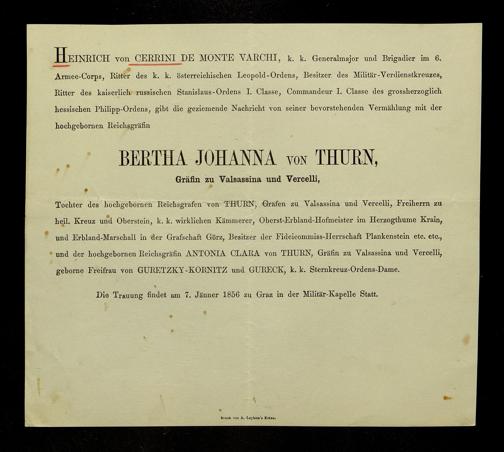 HEINRICH VON CERRINI DE MONTE VARCHI, k. k. Generalmajor und Brigadier im 6.
Armee-Corps, Ritter des k. k. österreichischen Leopold-Ordens, Besitzer des Militär-Verdienstkreuzes,
Ritter des kaiserlich russischen Stanislaus-Ordens I. Classe, Commandeur I. Classe des grossherzoglich
hessischen Philipp-Ordens, gibt die geziemende Nachricht von seiner bevorstehenden Vermählung mit der
hochgebornen Reichsgräfin
BERTHA JOHANNA VON THURN,
Gräfin zu Valsassina und Vercelli,
Tochter des hochgebornen Reichsgrafen von THURN, Grafen zu Valsassina und Vercelli, Freiherrn zu
heil. Kreuz und Oberstein, k. k. wirklichen Kämmerer, Oberst-Erbland-Hofmeister im Herzogthume Krain,
und Erbland-Marschall in der Grafschaft Görz, Besitzer der Fideicommiss-Herrschaft Plankenstein etc. etc.,
und der hochgebornen Reichsgräfin ANTONIA CLARA VON THURN, Gräfin zu Valsassina und Vercelli,
geborne Freifrau von GURETZKY-KORNITZ und GURECK, k. k. Sternkreuz-Ordens-Dame.
Die Trauung findet am 7. Jänner 1856 zu Graz in der Militär-Kapelle Statt.
Druck von A. Leykam's Erben.